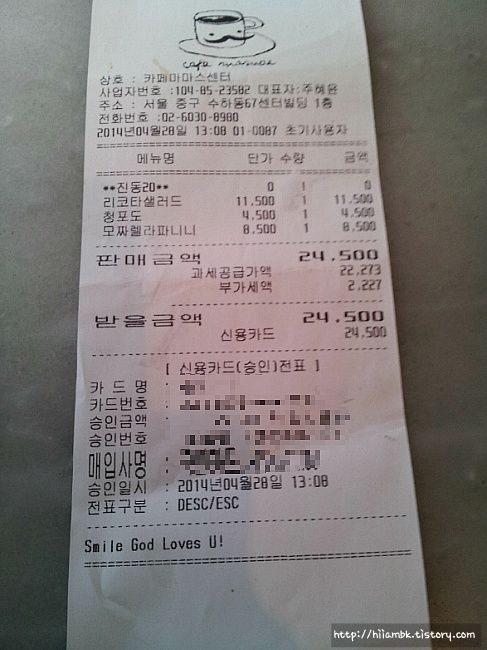 cafe mamas
상호 : 카페마마스센터
사업자번호 :104-85-23582 대표자:주혜윤
주소 : 서울 중구 수하동67센터빌딩 1층
전화번호 :02-6030-8980
2014년04월28일 13:08 01-0087 초기사용자
메뉴명 단가 수량 금액
**진동20** 0 1 0
리코타샐러드 11,500 1 11,500
청포도 4,500 1 4,500
모짜렐라파니니 8,500 1 8,500
판매금액 24,500
과세공급가액 22,273
부가세액 2,227
받을금액 24,500
신용카드 24,500
[ 신용카드(승인)전표 ]
카 드 명 :
카드번호 :
승인금액 :
승인번호 :
매입사명 :
승인일시 : 2014년04월28일 13:08
전표구분 : DESC/ESC
Smile God Loves U!
http://hiiambk.tistory.com